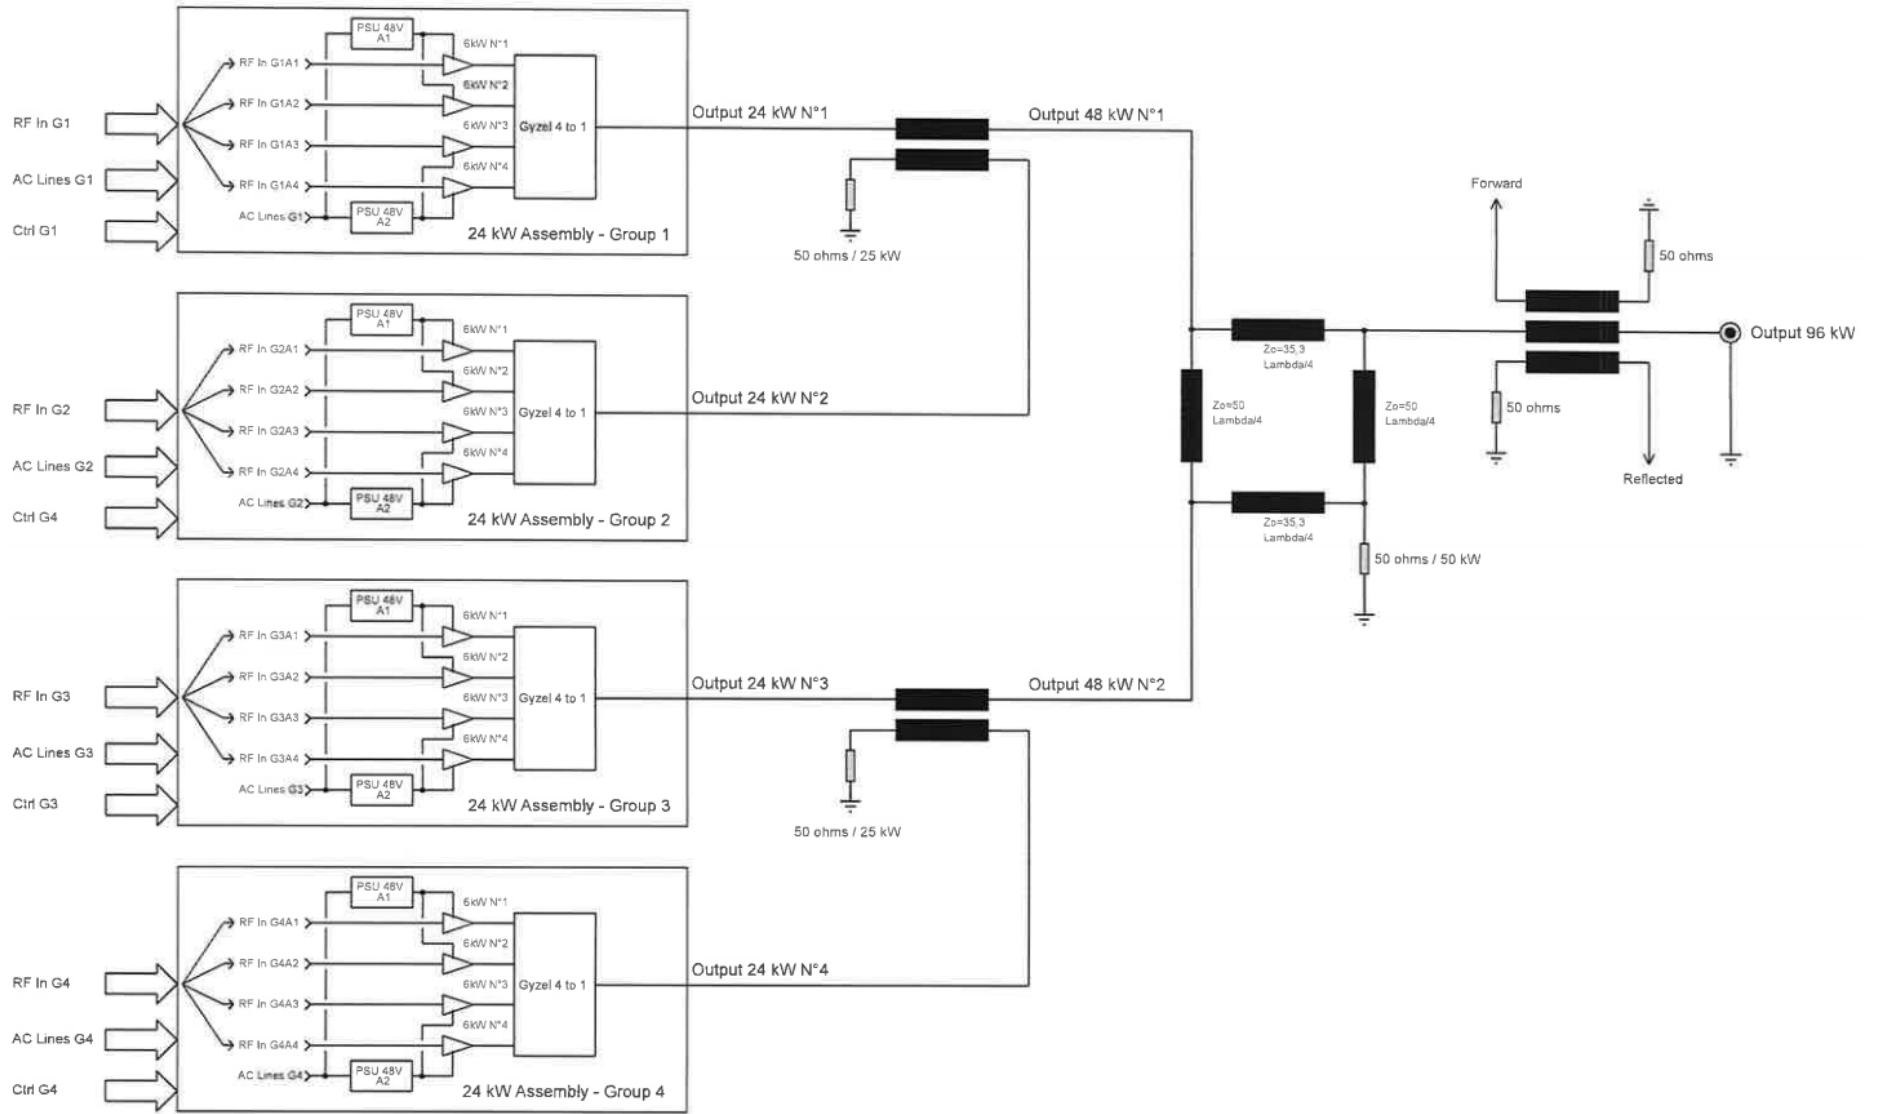 RF In G1
AC Lines G1
Ctrl G1
PSU 48V
A1
6kW N°1
RF In G1A1
6kW N°2
RF In G1A2
6kW N°3
RF In G1A3
6kW N°4
RF In G1A4
AC Lines G1
PSU 48V
A2
Gyzel 4 to 1
24 kW Assembly - Group 1
Output 24 kW N°1
Output 48 kW N°1
50 ohms / 25 kW
RF In G2
AC Lines G2
Ctrl G4
PSU 48V
A1
6kW N°1
RF In G2A1
6kW N°2
RF In G2A2
6kW N°3
RF In G2A3
6kW N°4
RF In G2A4
AC Lines G2
PSU 48V
A2
Gyzel 4 to 1
24 kW Assembly - Group 2
Output 24 kW N°2
RF In G3
AC Lines G3
Ctrl G3
PSU 48V
A1
6kW N°1
RF In G3A1
6kW N°2
RF In G3A2
6kW N°3
RF In G3A3
6kW N°4
RF In G3A4
AC Lines G3
PSU 48V
A2
Gyzel 4 to 1
24 kW Assembly - Group 3
Output 24 kW N°3
Output 48 kW N°2
50 ohms / 25 kW
RF In G4
AC Lines G4
Ctrl G4
PSU 48V
A1
6kW N°1
RF In G4A1
6kW N°2
RF In G4A2
6kW N°3
RF In G4A3
6kW N°4
RF In G4A4
AC Lines G4
PSU 48V
A2
Gyzel 4 to 1
24 kW Assembly - Group 4
Output 24 kW N°4
Zo=35,3
Lambda/4
Zo=50
Lambda/4
Zo=50
Lambda/4
Zo=35,3
Lambda/4
50 ohms / 50 kW
Forward
50 ohms
Output 96 kW
50 ohms
Reflected